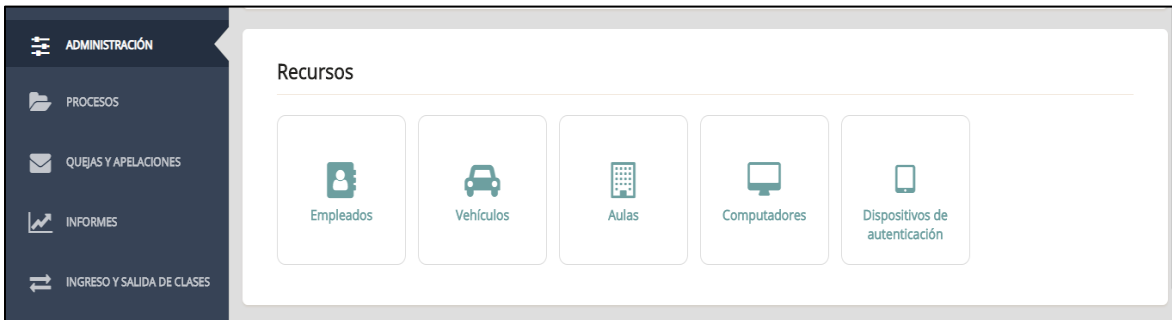 ADMINISTRACIÓN
PROCESOS
QUEJAS Y APELACIONES
INFORMES
INGRESO Y SALIDA DE CLASES
Recursos
Empleados
Vehículos
Aulas
Computadores
Dispositivos de
autenticación